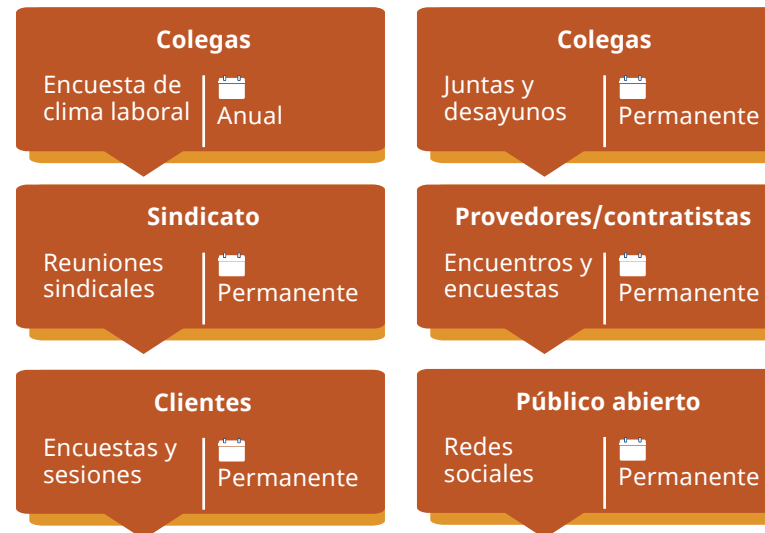 Colegas
Encuesta de
clima laboral
Anual
Colegas
Juntas y
desayunos
Permanente
Sindicato
Reuniones
sindicales
Permanente
Provedores/contratistas
Encuentros y
encuestas
Permanente
Clientes
Encuestas y
sesiones
Permanente
Público abierto
Redes
sociales
Permanente